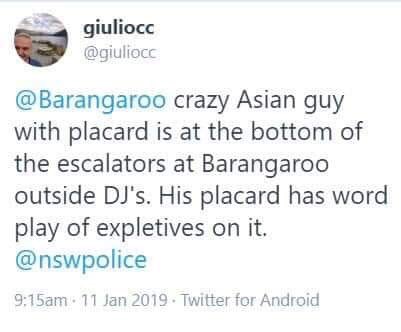 giuliocc
@giuliocc
@Barangaroo crazy Asian guy
with placard is at the bottom of
the escalators at Barangaroo
outside DJ's. His placard has word
play of expletives on it.
@nswpolice
9:15am · 11 Jan 2019 · Twitter for Android